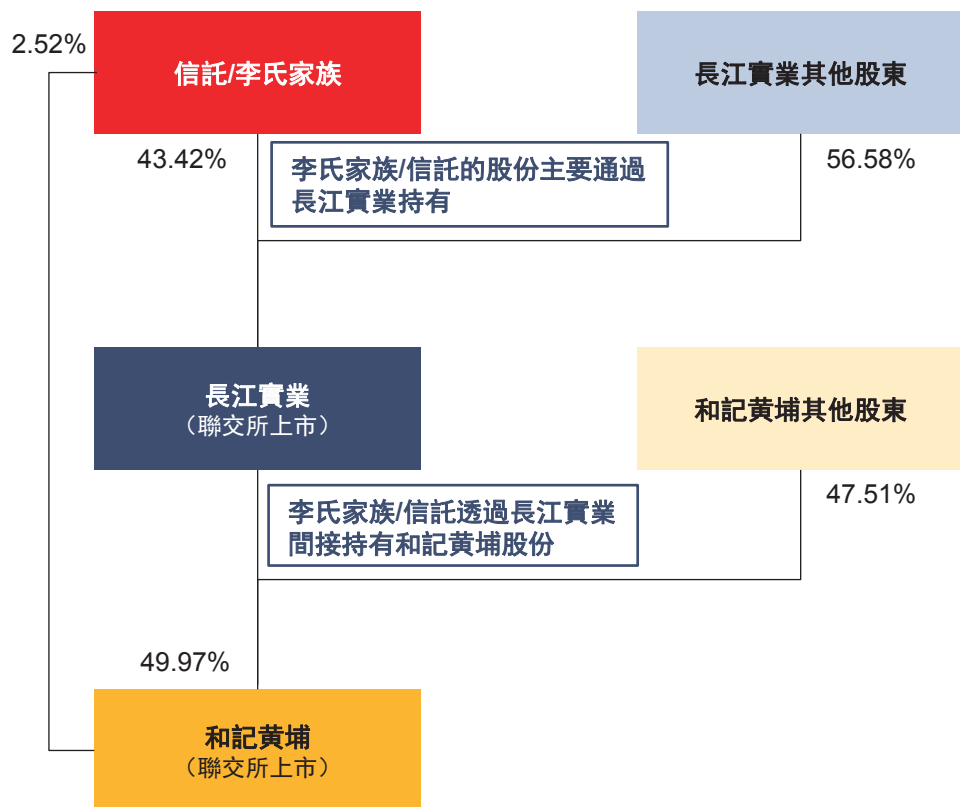 2.52%
信託/李氏家族
長江實業其他股東
43.42%
56.58%
李氏家族/信託的股份主要通過
長江實業持有
長江實業
（聯交所上市）
和記黄埔其他股東
47.51%
李氏家族/信託透過長江實業
間接持有和記黄埔股份
49.97%
和記黄埔
（聯交所上市）